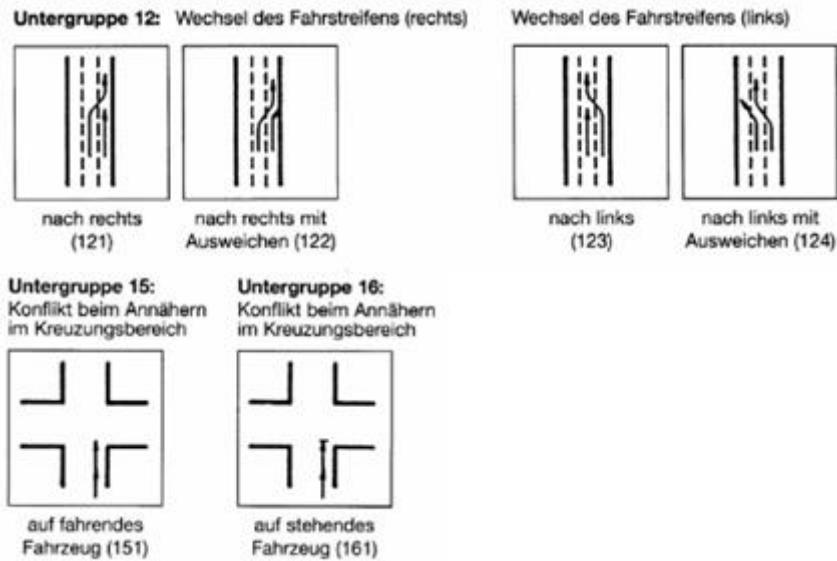 Untergruppe 12: Wechsel des Fahrstreifens (rechts)
Wechsel des Fahrstreifens (links)
nach rechts
(121)
nach rechts mit
Ausweichen (122)
nach links
(123)
nach links mit
Ausweichen (124)
Untergruppe 15:
Konflikt beim Annähern
im Kreuzungsbereich
Untergruppe 16:
Konflikt beim Annähern
im Kreuzungsbereich
auf fahrendes
Fahrzeug (151)
auf stehendes
Fahrzeug (161)